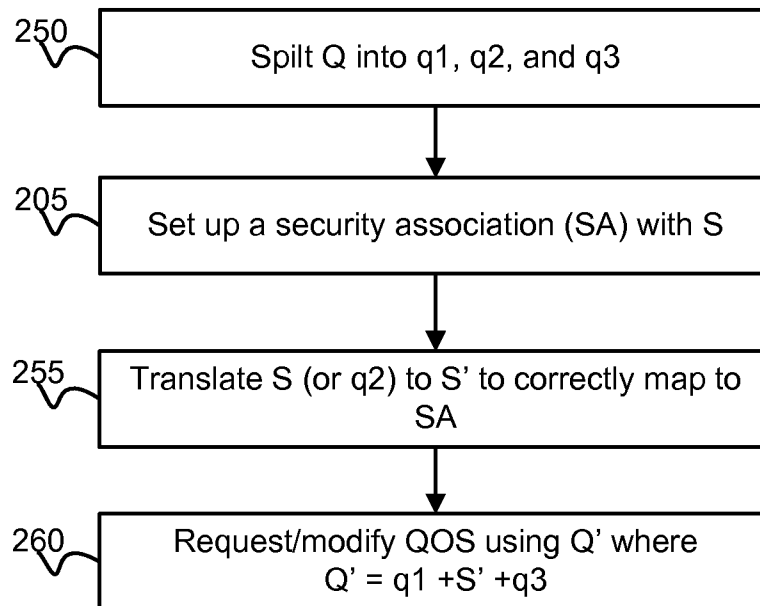 250
Spilt Q into q1, q2, and q3
205
Set up a security association (SA) with S
255
Translate S (or q2) to S’ to correctly map to
SA
260
Request/modify QOS using Q’ where
Q’ = q1 +S’ +q3